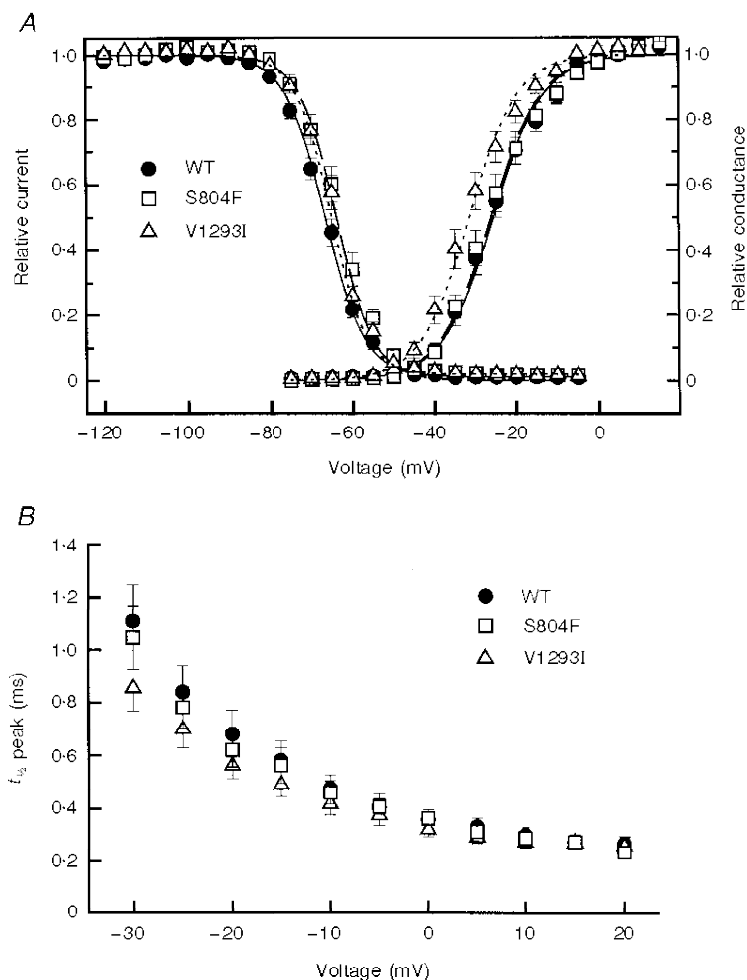 A
1·0
0·8
0·6
0·4
0·2
0
Relative current
WT
S804F
V1293I
1·0
0·8
0·6
0·4
0·2
0
Relative conductance
−120 −100 −80 −60 −40 −20 0
Voltage (mV)
B
1·4
1·2
1·0
0·8
0·6
0·4
0·2
0
t½ peak (ms)
WT
S804F
V1293I
−30 −20 −10 0 10 20
Voltage (mV)